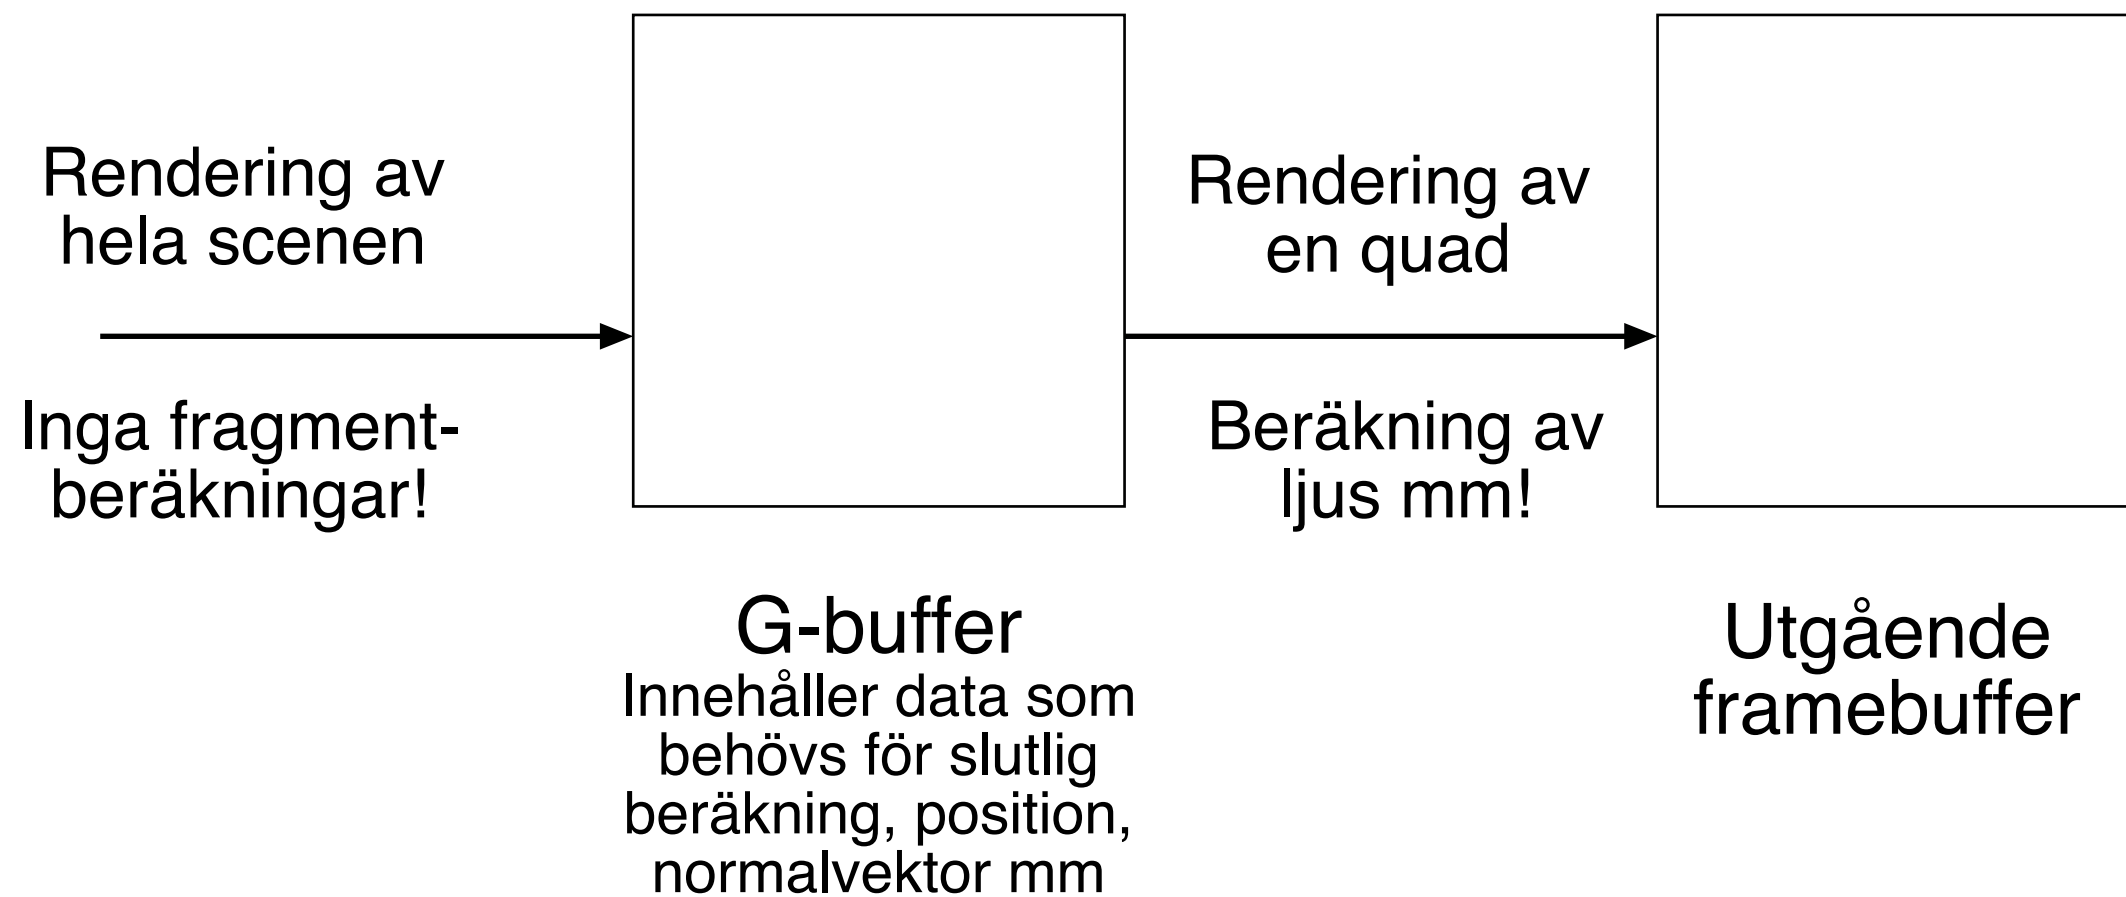 Rendering av
hela scenen
Inga fragment-
beräkningar!
G-buffer
Innehåller data som
behövs för slutlig
beräkning, position,
normalvektor mm
Rendering av
en quad
Beräkning av
ljus mm!
Utgående
framebuffer